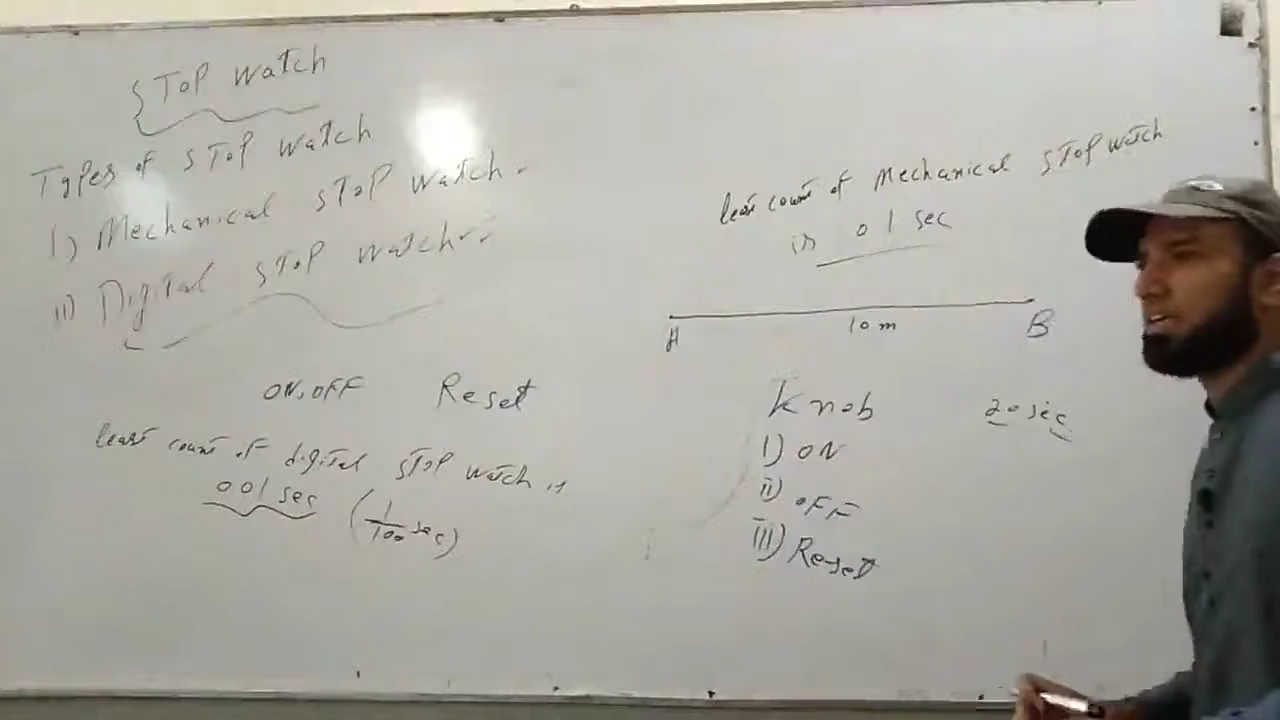 STOP watch
Types of STOP watch
I) Mechanical STOP watch.
II) Digital STOP watch..
ON, OFF Reset
least count of digital STOP watch is
0 0 1 sec (1/100 sec)
least count of Mechanical STOP watch
is 0 1 sec
A 10 m B
Knob 20 sec
I) ON
II) OFF
III) Reset